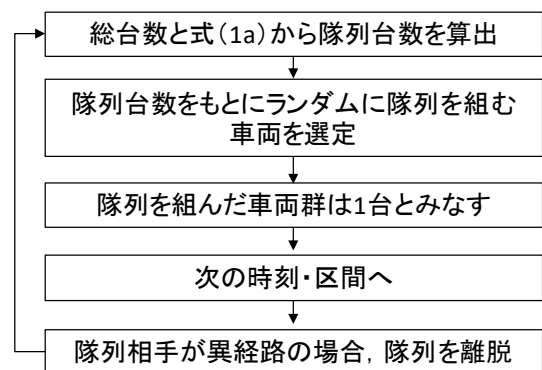 総台数と式(1a)から隊列台数を算出
隊列台数をもとにランダムに隊列を組む
車両を選定
隊列を組んだ車両群は1台とみなす
次の時刻・区間へ
隊列相手が異経路の場合，隊列を離脱